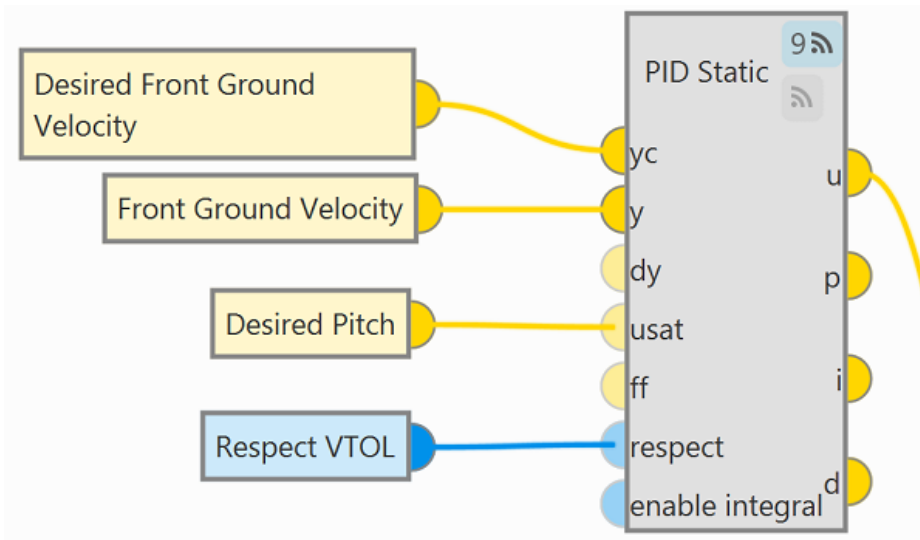 Desired Front Ground
Velocity
Front Ground Velocity
Desired Pitch
Respect VTOL
PID Static
9
yc
y
dy
usat
ff
respect
enable integral
u
p
i
d